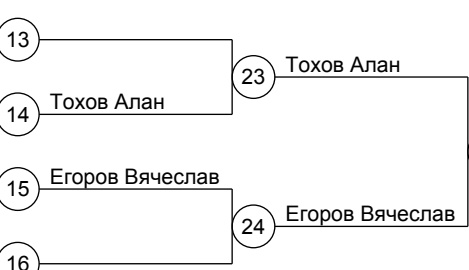 13
23 Тохов Алан
14 Тохов Алан
15 Егоров Вячеслав
24 Егоров Вячеслав
16